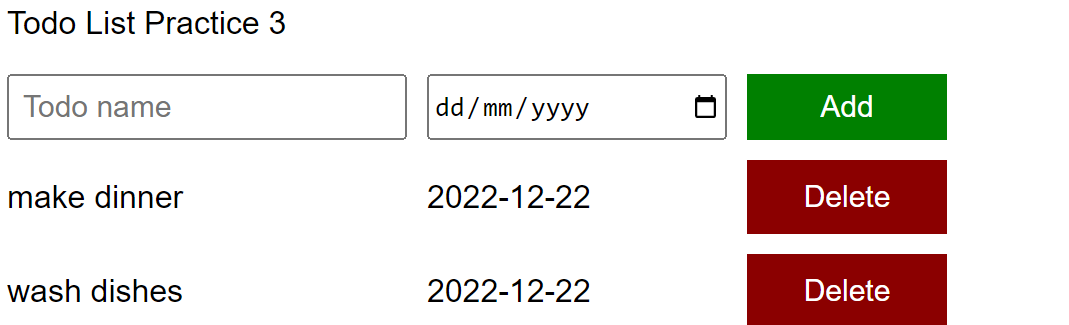 Todo List Practice 3
Todo name dd/mm/yyyy Add
make dinner 2022-12-22 Delete
wash dishes 2022-12-22 Delete